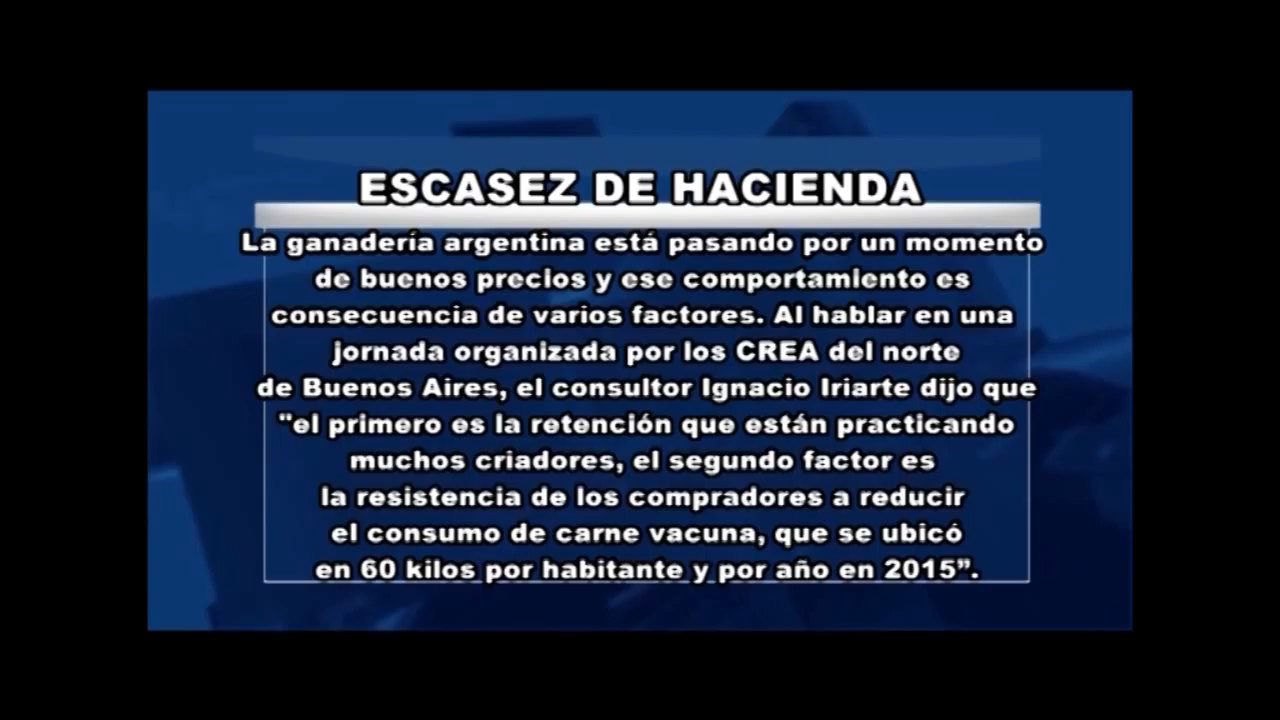 ESCASEZ DE HACIENDA
La ganadería argentina está pasando por un momento
de buenos precios y ese comportamiento es
consecuencia de varios factores. Al hablar en una
jornada organizada por los CREA del norte
de Buenos Aires, el consultor Ignacio Iriarte dijo que
"el primero es la retención que están practicando
muchos criadores, el segundo factor es
la resistencia de los compradores a reducir
el consumo de carne vacuna, que se ubicó
en 60 kilos por habitante y por año en 2015”.